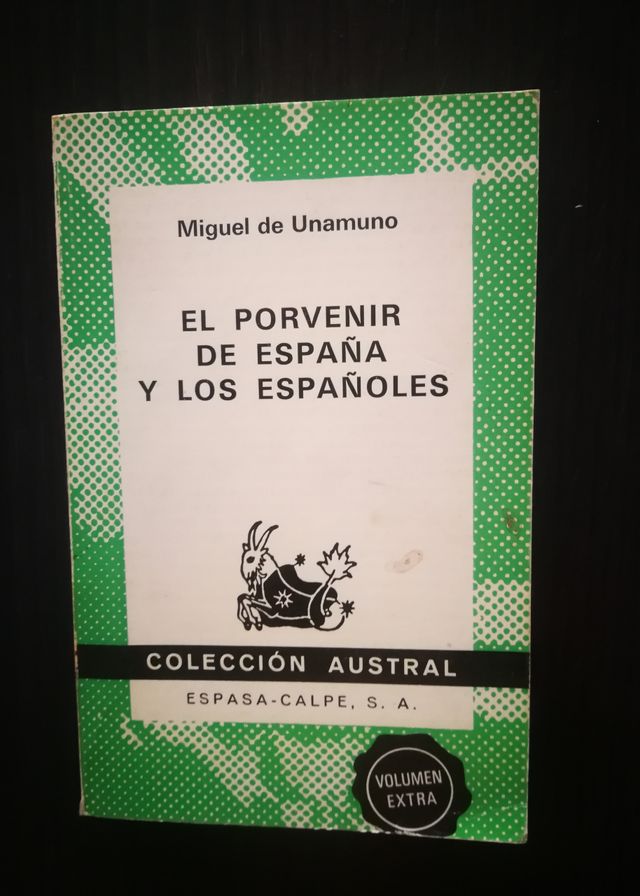 Miguel de Unamuno
EL PORVENIR
DE ESPAÑA
Y LOS ESPAÑOLES
COLECCIÓN AUSTRAL
ESPASA-CALPE, S. A.
VOLUMEN
EXTRA